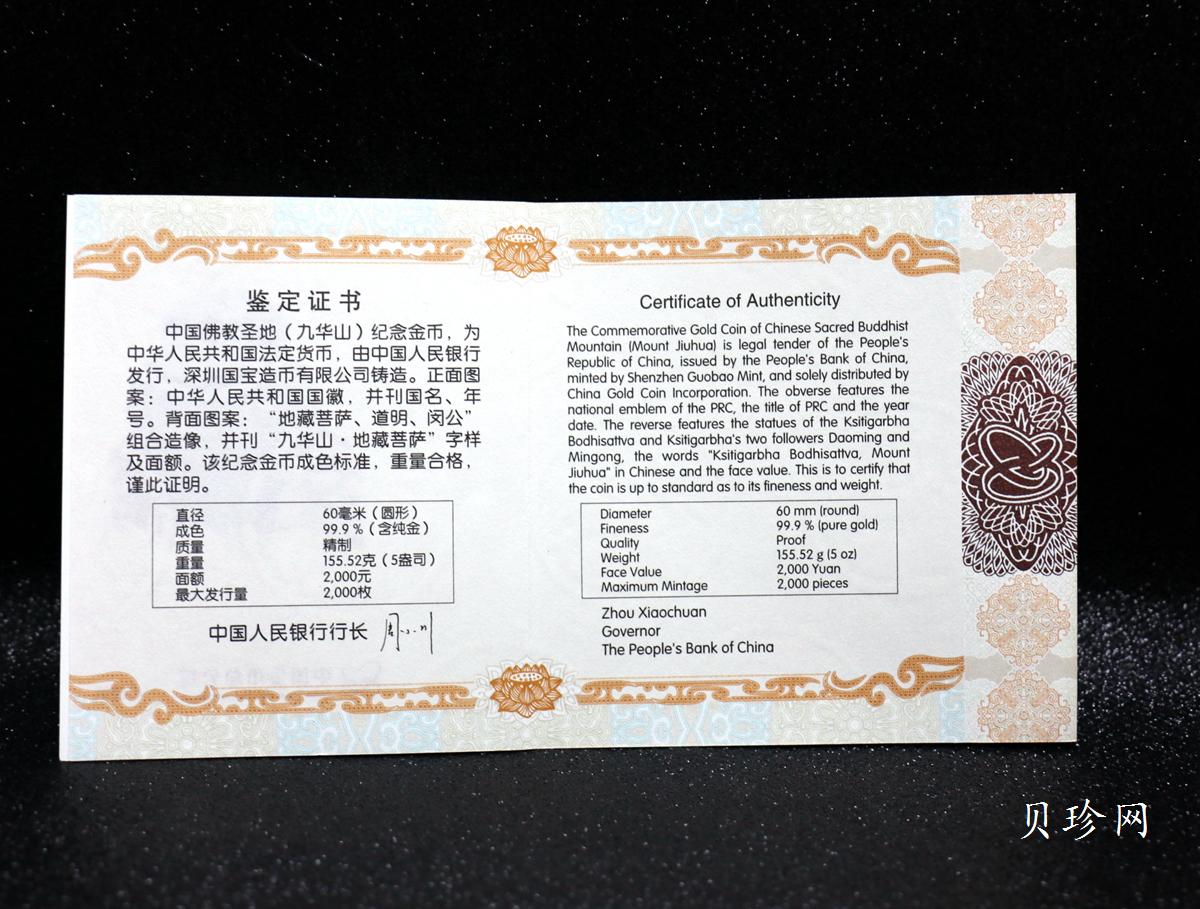 鉴定证书
中国佛教圣地（九华山）纪念金币，为
中华人民共和国法定货币，由中国人民银行
发行，深圳国宝造币有限公司铸造。正面图
案：中华人民共和国国徽，并刊国名、年
号。背面图案：“地藏菩萨、道明、闵公”
组合造像，并刊“九华山·地藏菩萨”字样
及面额。该纪念金币成色标准，重量合格，
谨此证明。
直径 60毫米（圆形）
成色 99.9％（含纯金）
质量 精制
重量 155.52克（5盎司）
面额 2,000元
最大发行量 2,000枚
中国人民银行行长
Certificate of Authenticity
The Commemorative Gold Coin of Chinese Sacred Buddhist
Mountain (Mount Jiuhua) is legal tender of the People's
Republic of China, issued by the People's Bank of China,
minted by Shenzhen Guobao Mint, and solely distributed by
China Gold Coin Incorporation. The obverse features the
national emblem of the PRC, the title of PRC and the year
date. The reverse features the statues of the Ksitigarbha
Bodhisattva and Ksitigarbha's two followers Daoming and
Mingong, the words "Ksitigarbha Bodhisattva, Mount
Jiuhua" in Chinese and the face value. This is to certify that
the coin is up to standard as to its fineness and weight.
Diameter 60 mm (round)
Fineness 99.9 % (pure gold)
Quality Proof
Weight 155.52 g (5 oz)
Face Value 2,000 Yuan
Maximum Mintage 2,000 pieces
Zhou Xiaochuan
Governor
The People's Bank of China
贝珍网